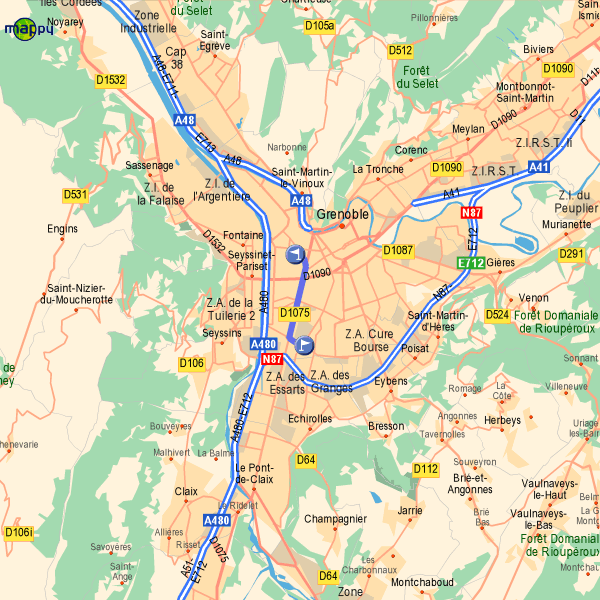 Iles Cordées
Noyarey
mappy
Zone
Industrielle
Cap
38
Saint-
Egrève
du Selet
Chartreuse
D105a
Pillonnières
D512
Forêt
du Selet
Biviers
D1090
Montbonnot-
Saint-Martin
D1090
D11
Saint-
Ismier
D1532
A48-E711-
E713
A48
A48
Narbonne
Saint-Martin-
le-Vinoux
A48
Corenc
La Tronche
D1090
Meylan
Z.I.R.S.T. Ii
Z.I.R.S.T.
A41
A41
Sassenage
Z.I. de
la Falaise
Z.I. de
l'Argentière
D531
Engins
Grenoble
N87
E712
Z.I. du
Peuplier
Murianette
D1532
Fontaine
Seyssinet-
Pariset
A480
D1090
D1087
E712
Gières
D291
N87-
Venon
Saint-Nizier-
du-Moucherotte
Z.A. de la
Tuilerie 2
Seyssins
D1075
Saint-Martin-
d'Hères
D524
Forêt Domaniale
de Rioupéroux
A480
N87
D106
Z.A. Cure
Bourse
Poisat
Sonnant
Z.A. des
Essarts
Z.A. des
Granges
Eybens
Romage
La
Côte
Villeneuve
A480-E712
Echirolles
Bresson
Angonnes
Tavernolles
Herbeys
Uriage-
les-Bains
Bouvéyres
Malhivert
La Balme
D64
D112
Souveyron
Brié-et-
Angonnes
Vaulnaveys-
le-Haut
Le Pont-
de-Claix
Claix
Le Ridelet
A480
Champagnier
Jarrie
Brié
Bas
Vaulnaveys-
le-Bas
D106i
Allières
Risset
D1075
Savoyères
Saint-
Ange
A51-
E712
Les
Charbonnaux
D64
Zone
Montchaboud
Forêt Domaniale
de Rioupéroux